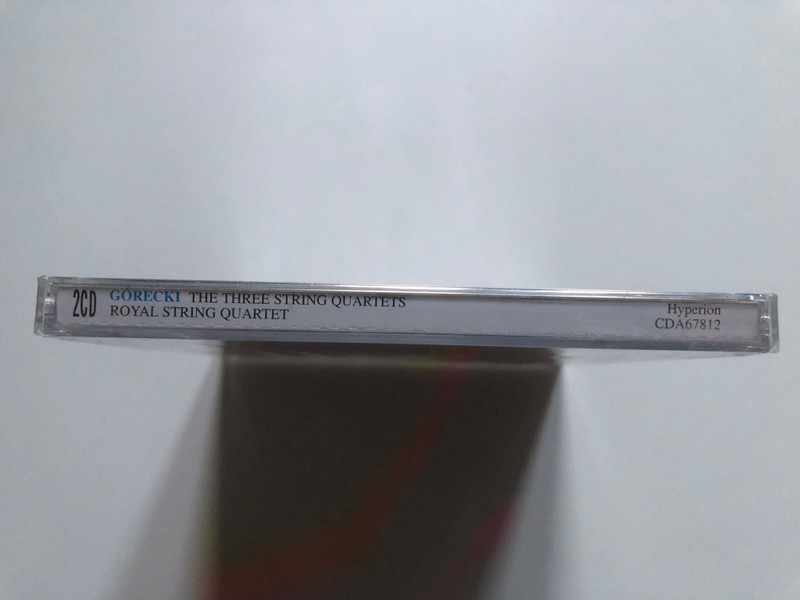 2CD
GÓRECKI THE THREE STRING QUARTETS
ROYAL STRING QUARTET
Hyperion
CDA67812